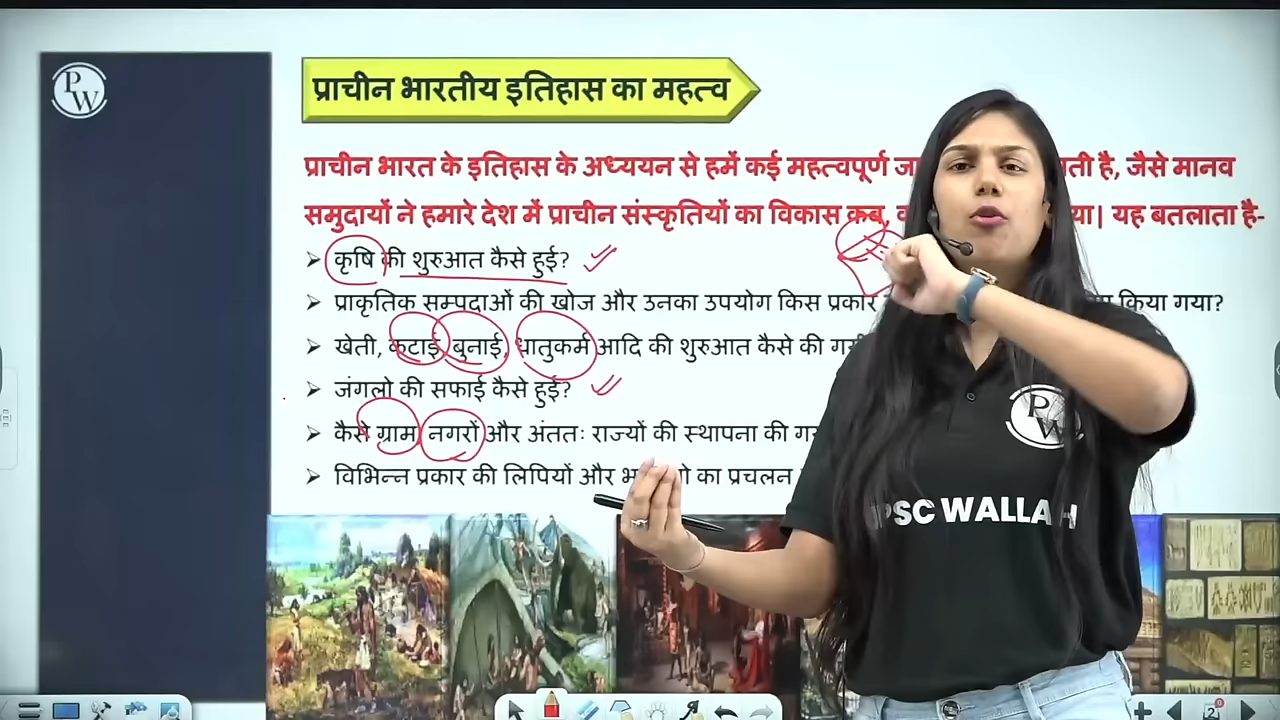 PW
प्राचीन भारतीय इतिहास का महत्व
प्राचीन भारत के इतिहास के अध्ययन से हमें कई महत्वपूर्ण है, जैसे मानव
समुदायों ने हमारे देश में प्राचीन संस्कृतियों का विकास कब, यह बतलाता है-
➢ कृषि की शुरुआत कैसे हुई?
➢ प्राकृतिक सम्पदाओं की खोज और उनका उपयोग किस प्रकार किया गया?
➢ खेती, कटाई, बुनाई, धातुकर्म आदि की शुरुआत कैसे की
➢ जंगलो की सफाई कैसे हुई?
➢ कैसे ग्राम, नगरों और अंततः राज्यों की स्थापना की
➢ विभिन्न प्रकार की लिपियों और का प्रचलन
PW
PSC WALLAH
2